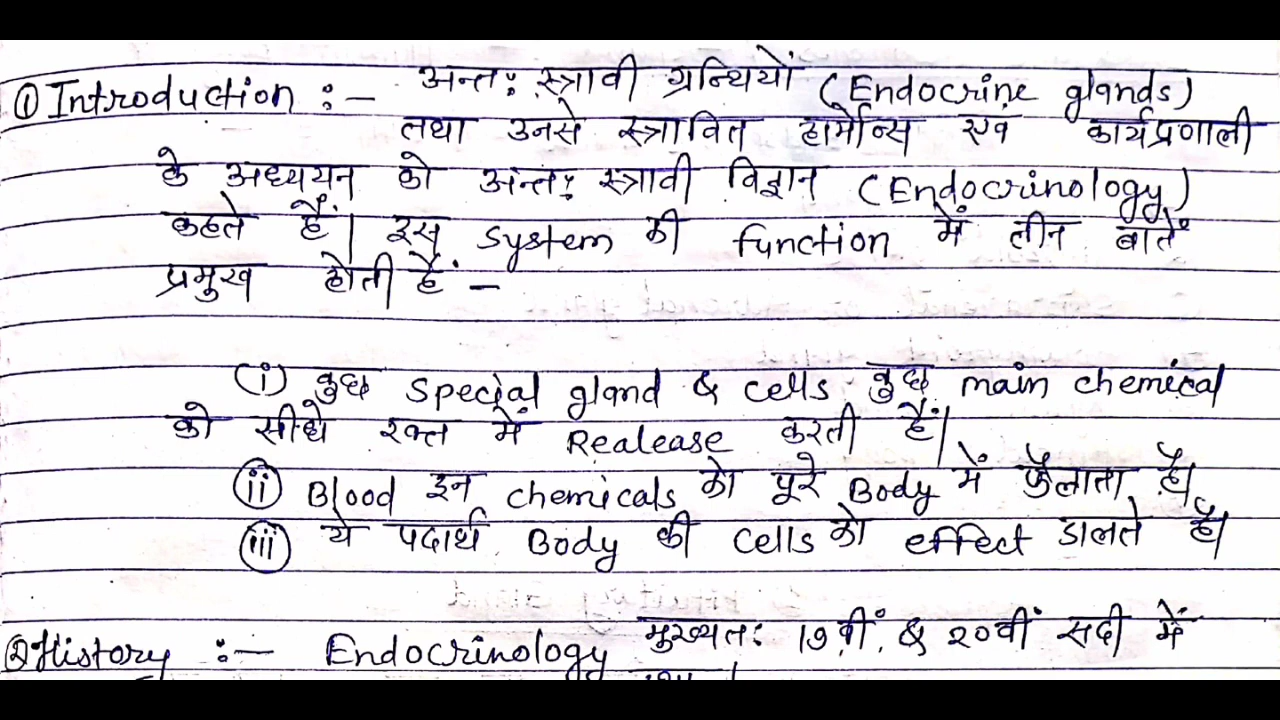 ① Introduction :— अन्त: स्त्रावी ग्रन्थियों (Endocrine glands)
तथा उनसे स्त्रावित हार्मोन्स एवं कार्यप्रणाली
के अध्ययन को अन्त: स्त्रावी विज्ञान (Endocrinology)
कहते हैं। इस system की function में तीन बातें
प्रमुख होती हैं -
(i) कुछ special gland & cells कुछ main chemical
को सीधे रक्त में Realease करती हैं।
(ii) Blood इन chemicals को पूरे Body में फैलाता है।
(iii) ये पदार्थ Body की cells को effect डालते है।
② History :— Endocrinology मुख्यत: 19वीं & 20वीं सदी में